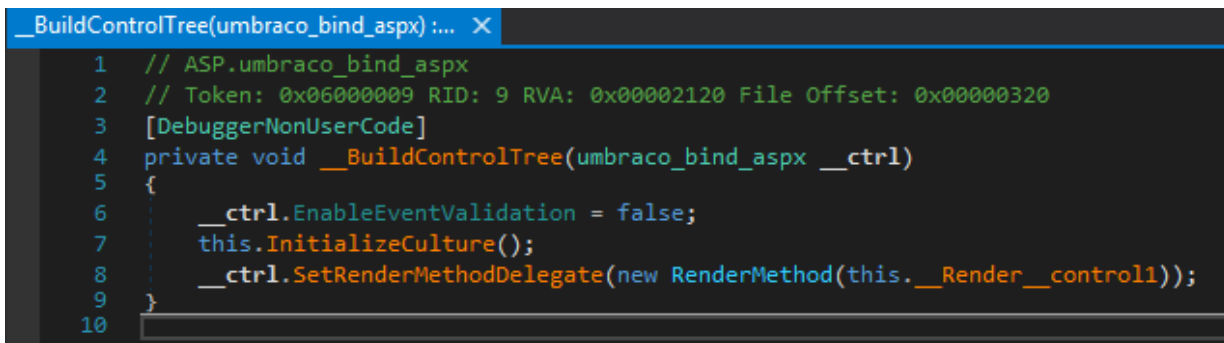 __BuildControlTree(umbraco_bind_aspx) :... X
1 // ASP.umbraco_bind_aspx
2 // Token: 0x06000009 RID: 9 RVA: 0x00002120 File Offset: 0x00000320
3 [DebuggerNonUserCode]
4 private void __BuildControlTree(umbraco_bind_aspx __ctrl)
5 {
6 __ctrl.EnableEventValidation = false;
7 this.InitializeCulture();
8 __ctrl.SetRenderMethodDelegate(new RenderMethod(this.__Render__control1));
9 }
10